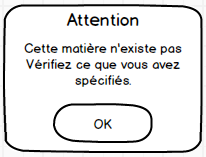 Attention
Cette matière n'existe pas
Vérifiez ce que vous avez
spécifiés.
OK